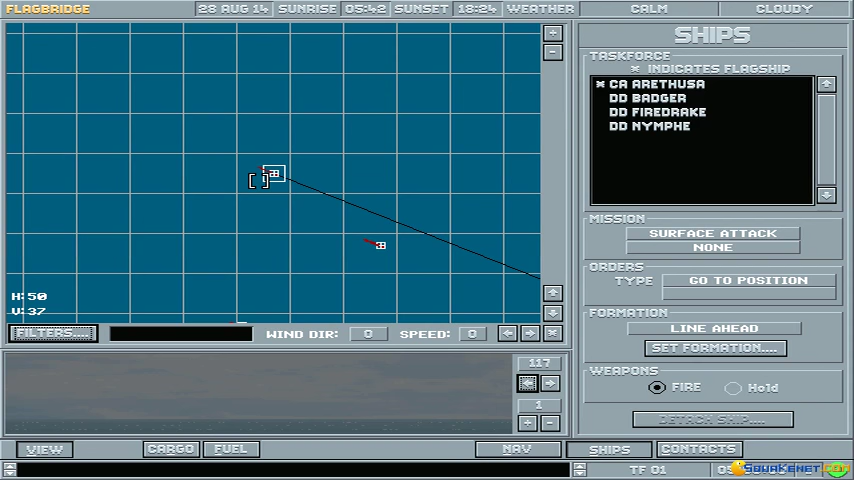 FLAGBRIDGE 28 AUG 14 SUNRISE 05:42 SUNSET 18:24 WEATHER CALM CLOUDY
SHIPS
TASKFORCE
* INDICATES FLAGSHIP
* CA ARETHUSA
DD BADGER
DD FIREDRAKE
DD NYMPHE
MISSION
SURFACE ATTACK
NONE
ORDERS
TYPE GO TO POSITION
H:50
V:37
FORMATION
LINE AHEAD
FILTERS.... WIND DIR: 0 SPEED: 0
SET FORMATION....
117
WEAPONS
FIRE Hold
1
DETACH SHIP....
VIEW CARGO FUEL NAV SHIPS CONTACTS
TF 01
SQUAKENET.COM